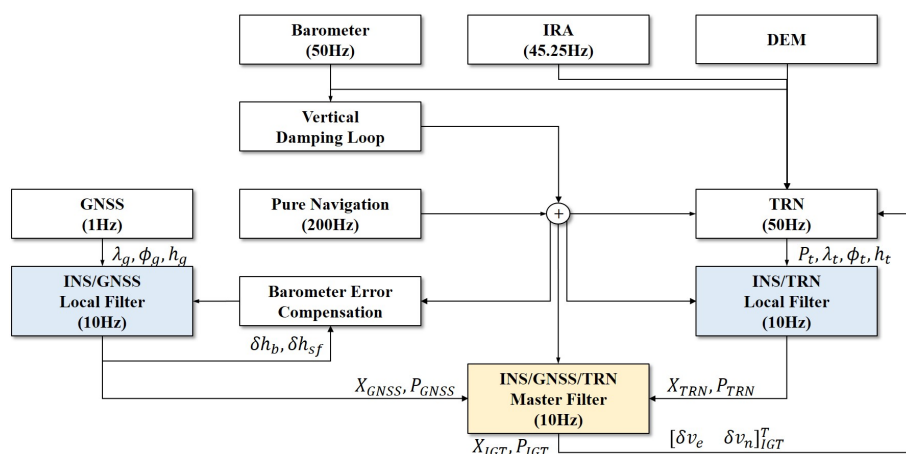 Barometer
(50Hz)
IRA
(45.25Hz)
DEM
Vertical
Damping Loop
GNSS
(1Hz)
Pure Navigation
(200Hz)
+
TRN
(50Hz)
λ_g, ϕ_g, h_g
P_t, λ_t, ϕ_t, h_t
INS/GNSS
Local Filter
(10Hz)
Barometer Error
Compensation
INS/TRN
Local Filter
(10Hz)
δh_b, δh_sf
X_GNSS, P_GNSS
INS/GNSS/TRN
Master Filter
(10Hz)
X_TRN, P_TRN
X_IGT, P_IGT
[δv_e δv_n]^T_IGT